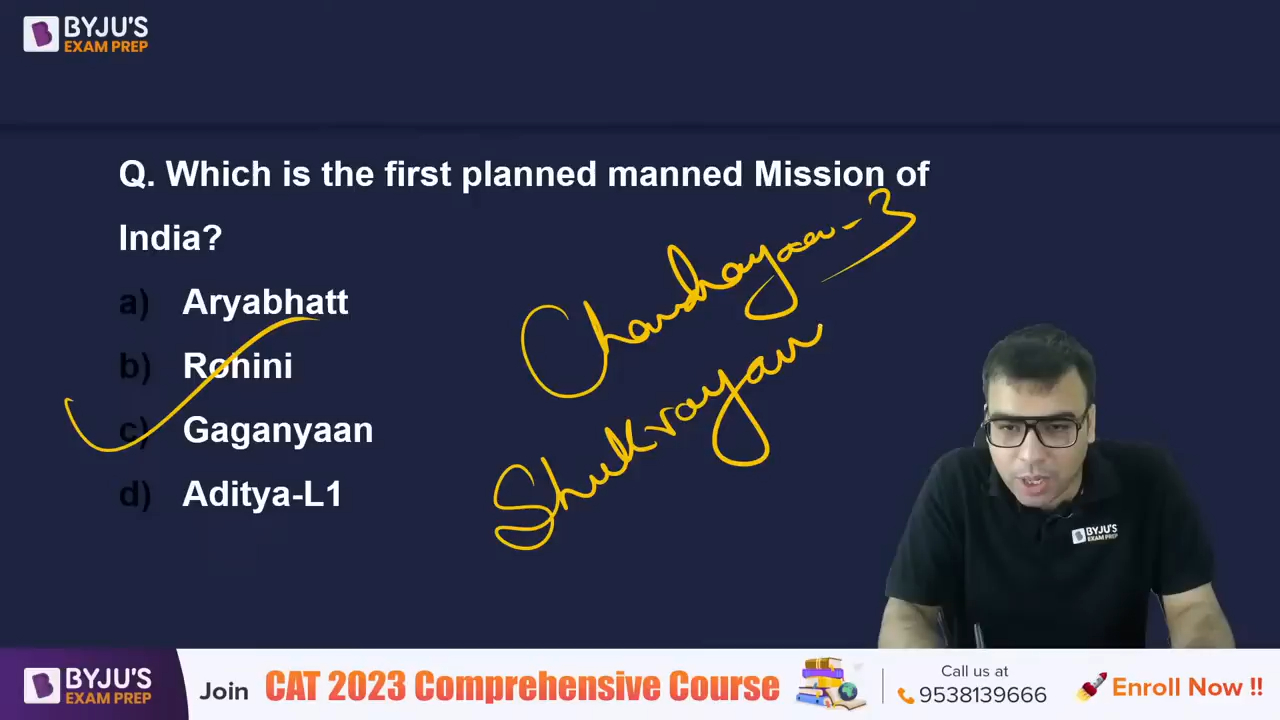 BYJU'S
EXAM PREP
Q. Which is the first planned manned Mission of
India?
a) Aryabhatt
b) Rohini
c) Gaganyaan
d) Aditya-L1
Chandrayaan-3
Shukrayan
BYJU'S
EXAM PREP
BYJU'S
EXAM PREP
Join CAT 2023 Comprehensive Course
Call us at
9538139666
Enroll Now !!